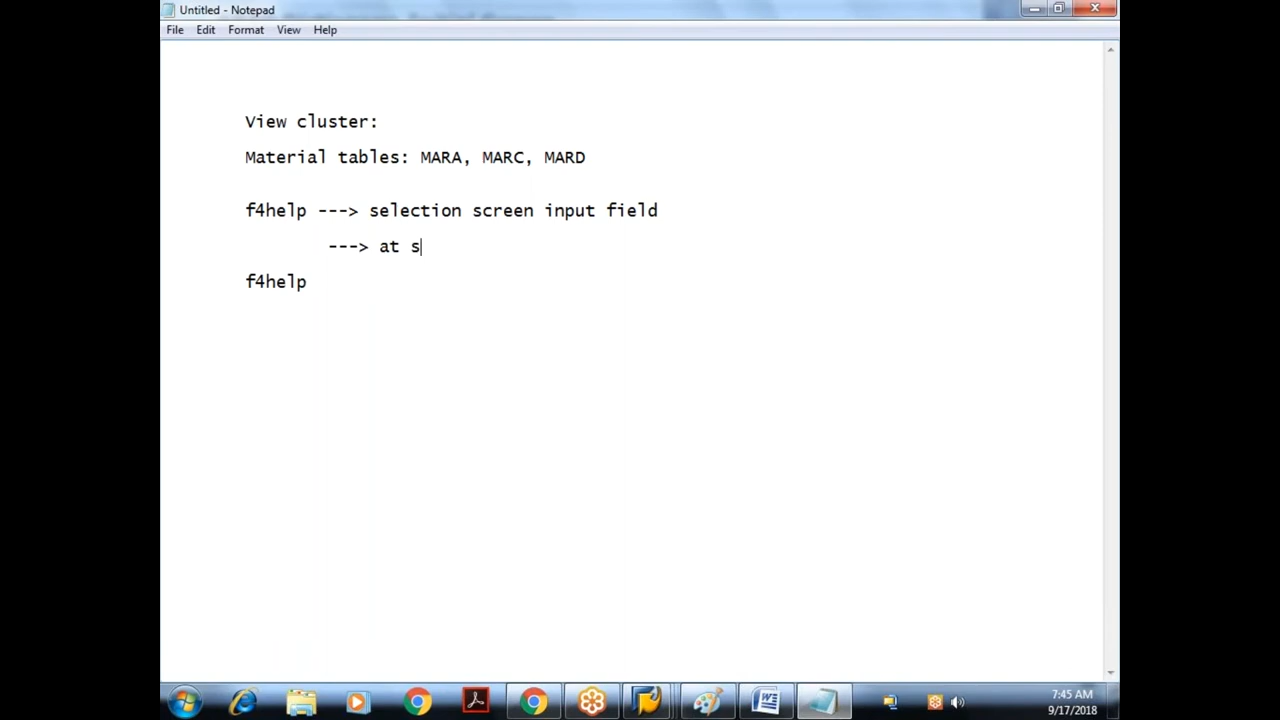 Untitled - Notepad
File Edit Format View Help
View cluster:
Material tables: MARA, MARC, MARD
f4help ---> selection screen input field
---> at s
f4help
7:45 AM
9/17/2018